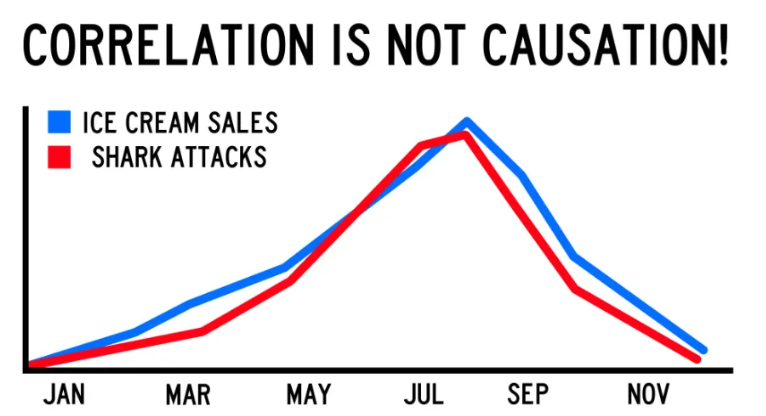 CORRELATION IS NOT CAUSATION!
ICE CREAM SALES
SHARK ATTACKS
JAN MAR MAY JUL SEP NOV